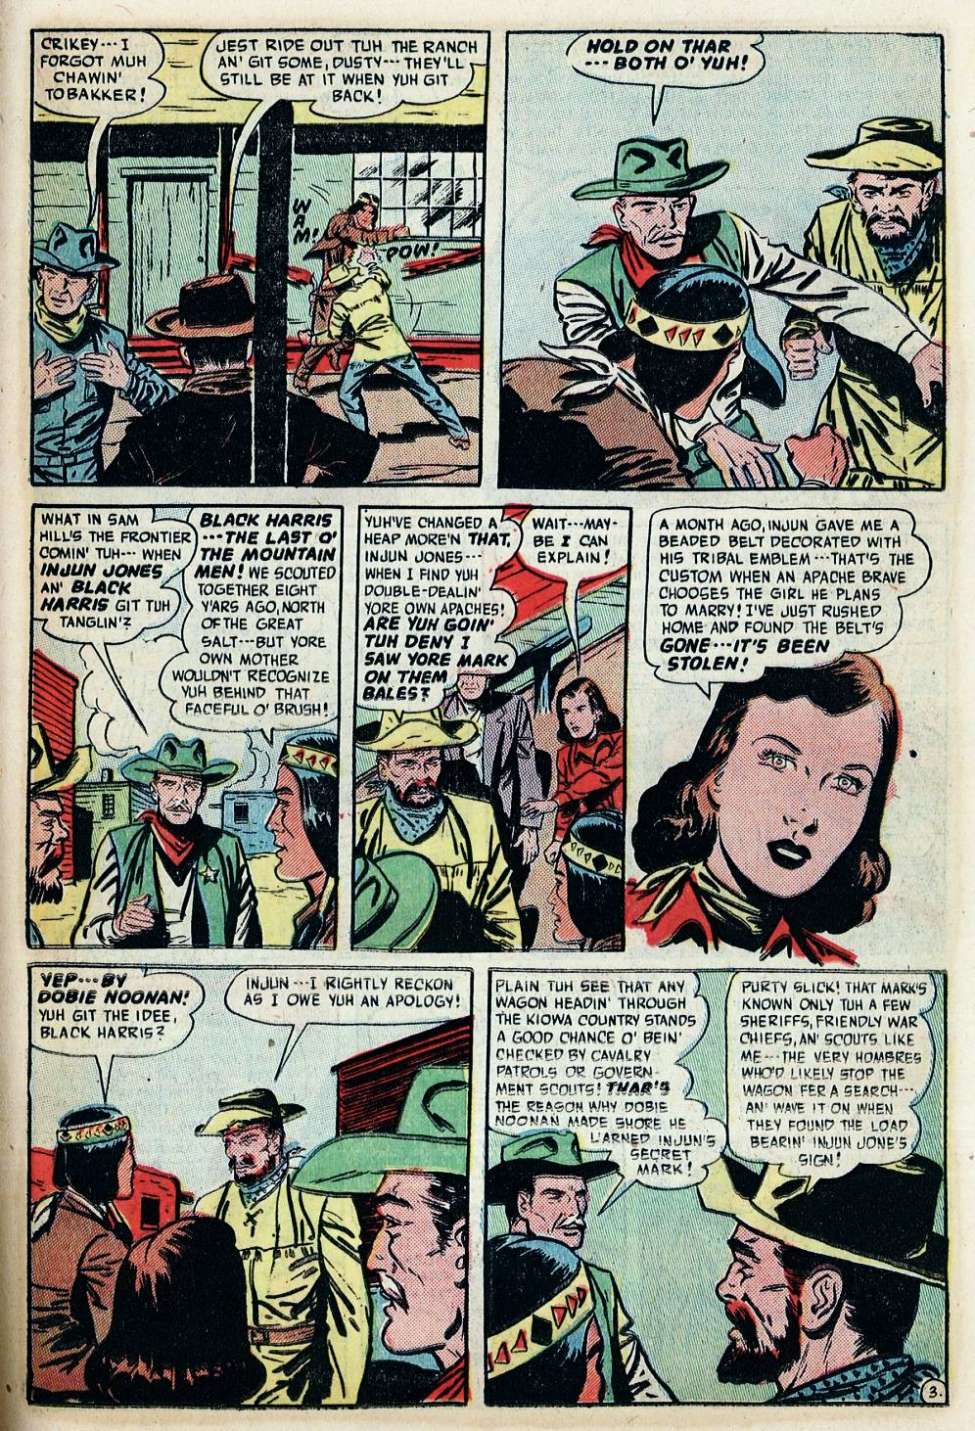 CRIKEY---I
FORGOT MUH
CHAWIN'
TOBAKKER!
JEST RIDE OUT TUH THE RANCH
AN' GIT SOME, DUSTY---THEY'LL
STILL BE AT IT WHEN YUH GIT
BACK!
WAM!
POW!
HOLD ON THAR
---BOTH O' YUH!
WHAT IN SAM
HILL'S THE FRONTIER
COMIN' TUH---WHEN
INJUN JONES
AN' BLACK
HARRIS GIT TUH
TANGLIN'?
BLACK HARRIS
---THE LAST O'
THE MOUNTAIN
MEN! WE SCOUTED
TOGETHER EIGHT
Y'ARS AGO, NORTH
OF THE GREAT
SALT---BUT YORE
OWN MOTHER
WOULDN'T RECOGNIZE
YUH BEHIND THAT
FACEFUL O' BRUSH!
YUH'VE CHANGED A
HEAP MORE'N THAT,
INJUN JONES---
WHEN I FIND YUH
DOUBLE-DEALIN'
YORE OWN APACHES!
ARE YUH GOIN'
TUH DENY I
SAW YORE MARK
ON THEM
BALES?
WAIT---MAY-
BE I CAN
EXPLAIN!
A MONTH AGO, INJUN GAVE ME A
BEADED BELT DECORATED WITH
HIS TRIBAL EMBLEM---THAT'S THE
CUSTOM WHEN AN APACHE BRAVE
CHOOSES THE GIRL HE PLANS
TO MARRY! I'VE JUST RUSHED
HOME AND FOUND THE BELT'S
GONE---IT'S BEEN
STOLEN!
YEP---BY
DOBIE NOONAN!
YUH GIT THE IDEE,
BLACK HARRIS?
INJUN---I RIGHTLY RECKON
AS I OWE YUH AN APOLOGY!
PLAIN TUH SEE THAT ANY
WAGON HEADIN' THROUGH
THE KIOWA COUNTRY STANDS
A GOOD CHANCE O' BEIN'
CHECKED BY CAVALRY
PATROLS OR GOVERN-
MENT SCOUTS! THAR'S
THE REASON WHY DOBIE
NOONAN MADE SHORE HE
L'ARNED INJUN'S
SECRET
MARK!
PURTY SLICK! THAT MARK'S
KNOWN ONLY TUH A FEW
SHERIFFS, FRIENDLY WAR
CHIEFS, AN' SCOUTS LIKE
ME---THE VERY HOMBRES
WHO'D LIKELY STOP THE
WAGON FER A SEARCH---
AN' WAVE IT ON WHEN
THEY FOUND THE LOAD
BEARIN' INJUN JONE'S
SIGN!
3.